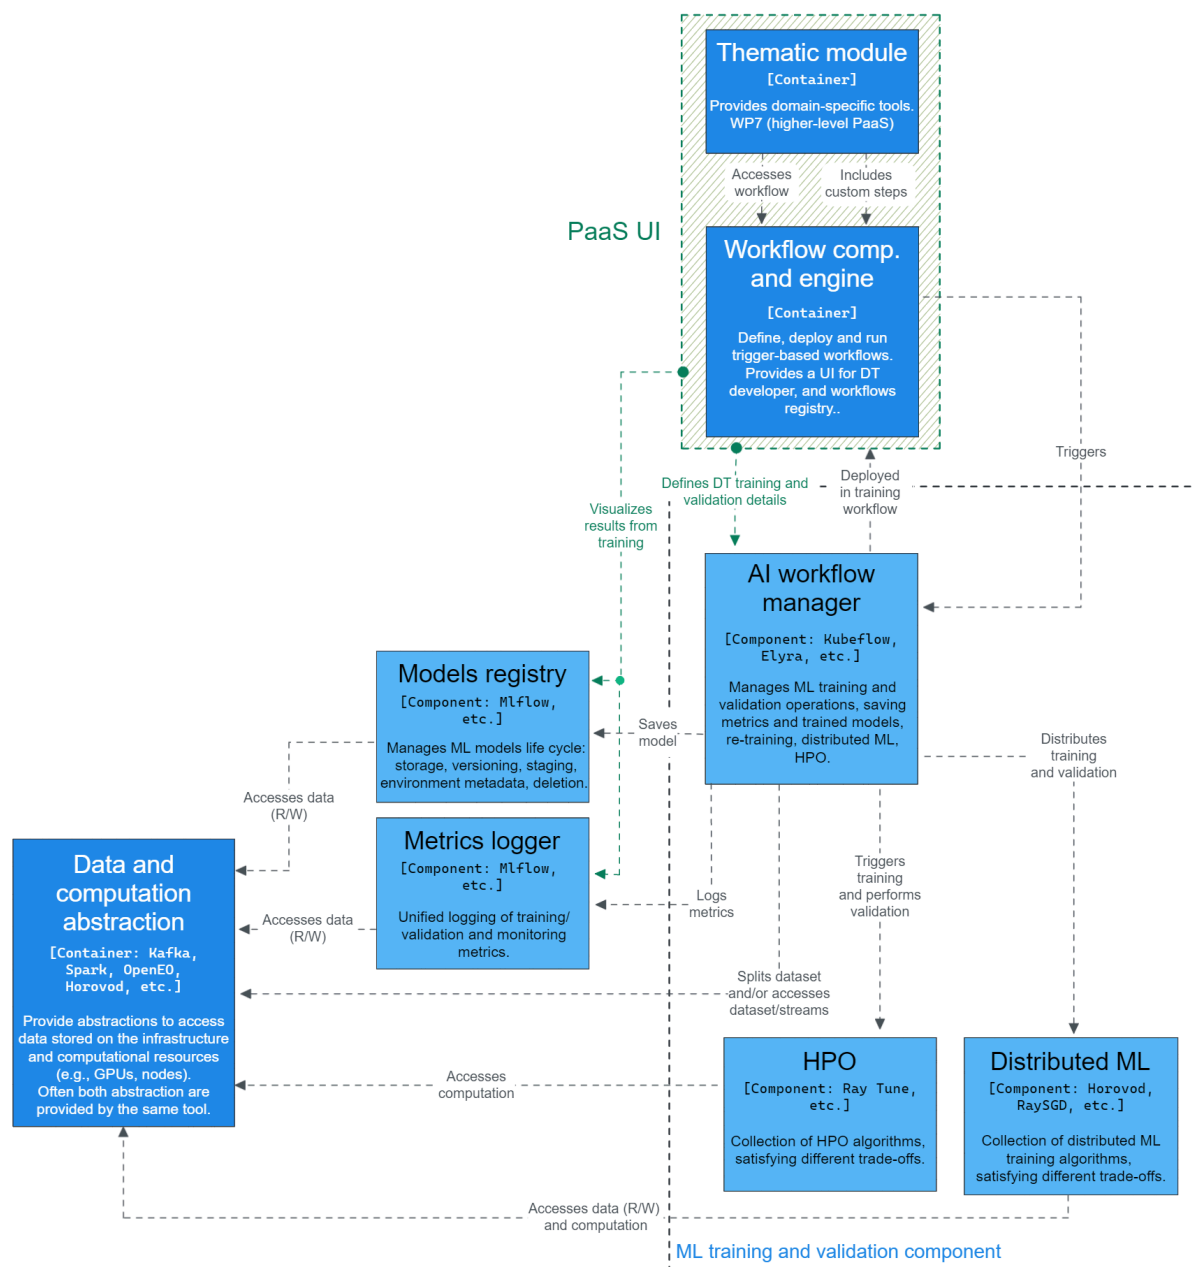 Thematic module
[Container]
Provides domain-specific tools.
WP7 (higher-level PaaS)
Accesses
workflow
Includes
custom steps
PaaS UI
Workflow comp.
and engine
[Container]
Define, deploy and run
trigger-based workflows.
Provides a UI for DT
developer, and workflows
registry..
Triggers
Defines DT training and
validation details
Deployed
in training
workflow
Visualizes
results from
training
AI workflow
manager
[Component: Kubeflow,
Elyra, etc.]
Manages ML training and
validation operations, saving
metrics and trained models,
re-training, distributed ML,
HPO.
Models registry
[Component: Mlflow,
etc.]
Manages ML models life cycle:
storage, versioning, staging,
environment metadata, deletion.
Saves
model
Distributes
training
and validation
Accesses data
(R/W)
Metrics logger
[Component: Mlflow,
etc.]
Unified logging of training/
validation and monitoring
metrics.
Logs
metrics
Triggers
training
and performs
validation
Data and
computation
abstraction
[Container: Kafka,
Spark, OpenEO,
Horovod, etc.]
Provide abstractions to access
data stored on the infrastructure
and computational resources
(e.g., GPUs, nodes).
Often both abstraction are
provided by the same tool.
Accesses data
(R/W)
Splits dataset
and/or accesses
dataset/streams
Accesses
computation
HPO
[Component: Ray Tune,
etc.]
Collection of HPO algorithms,
satisfying different trade-offs.
Distributed ML
[Component: Horovod,
RaySGD, etc.]
Collection of distributed ML
training algorithms,
satisfying different trade-offs.
Accesses data (R/W)
and computation
ML training and validation component